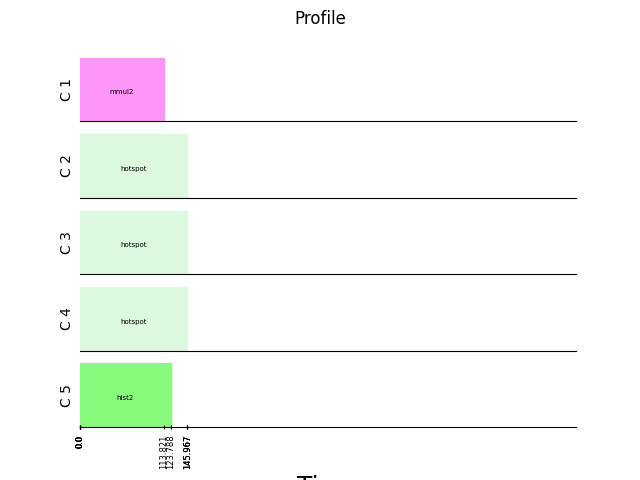 Profile
C 1
mmul2
C 2
hotspot
C 3
hotspot
C 4
hotspot
C 5
hist2
0.0
113.821
123.788
145.967